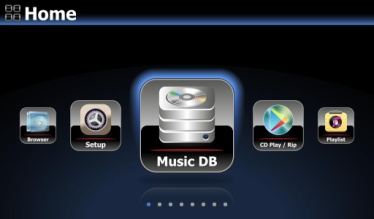 Home
Browser
Setup
Music DB
CD Play / Rip
Playlist